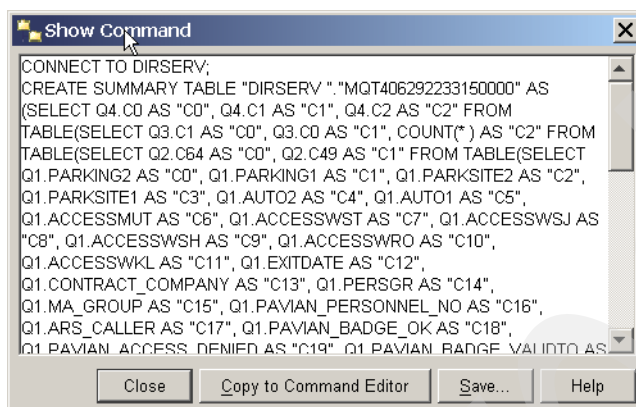 Show Command
CONNECT TO DIRSERV;
CREATE SUMMARY TABLE "DIRSERV "."MQT406292233150000" AS
(SELECT Q4.C0 AS "C0", Q4.C1 AS "C1", Q4.C2 AS "C2" FROM
TABLE(SELECT Q3.C1 AS "C0", Q3.C0 AS "C1", COUNT(* ) AS "C2" FROM
TABLE(SELECT Q2.C64 AS "C0", Q2.C49 AS "C1" FROM TABLE(SELECT
Q1.PARKING2 AS "C0", Q1.PARKING1 AS "C1", Q1.PARKSITE2 AS "C2",
Q1.PARKSITE1 AS "C3", Q1.AUTO2 AS "C4", Q1.AUTO1 AS "C5",
Q1.ACCESSMUT AS "C6", Q1.ACCESSWST AS "C7", Q1.ACCESSWSJ AS
"C8", Q1.ACCESSWSH AS "C9", Q1.ACCESSWRO AS "C10",
Q1.ACCESSWKL AS "C11", Q1.EXITDATE AS "C12",
Q1.CONTRACT_COMPANY AS "C13", Q1.PERSGR AS "C14",
Q1.MA_GROUP AS "C15", Q1.PAVIAN_PERSONNEL_NO AS "C16",
Q1.ARS_CALLER AS "C17", Q1.PAVIAN_BADGE_OK AS "C18",
Q1.PAVIAN_ACCESS_DENIED AS "C19", Q1.PAVIAN_BADGE_VALIDTO AS
Close Copy to Command Editor Save... Help